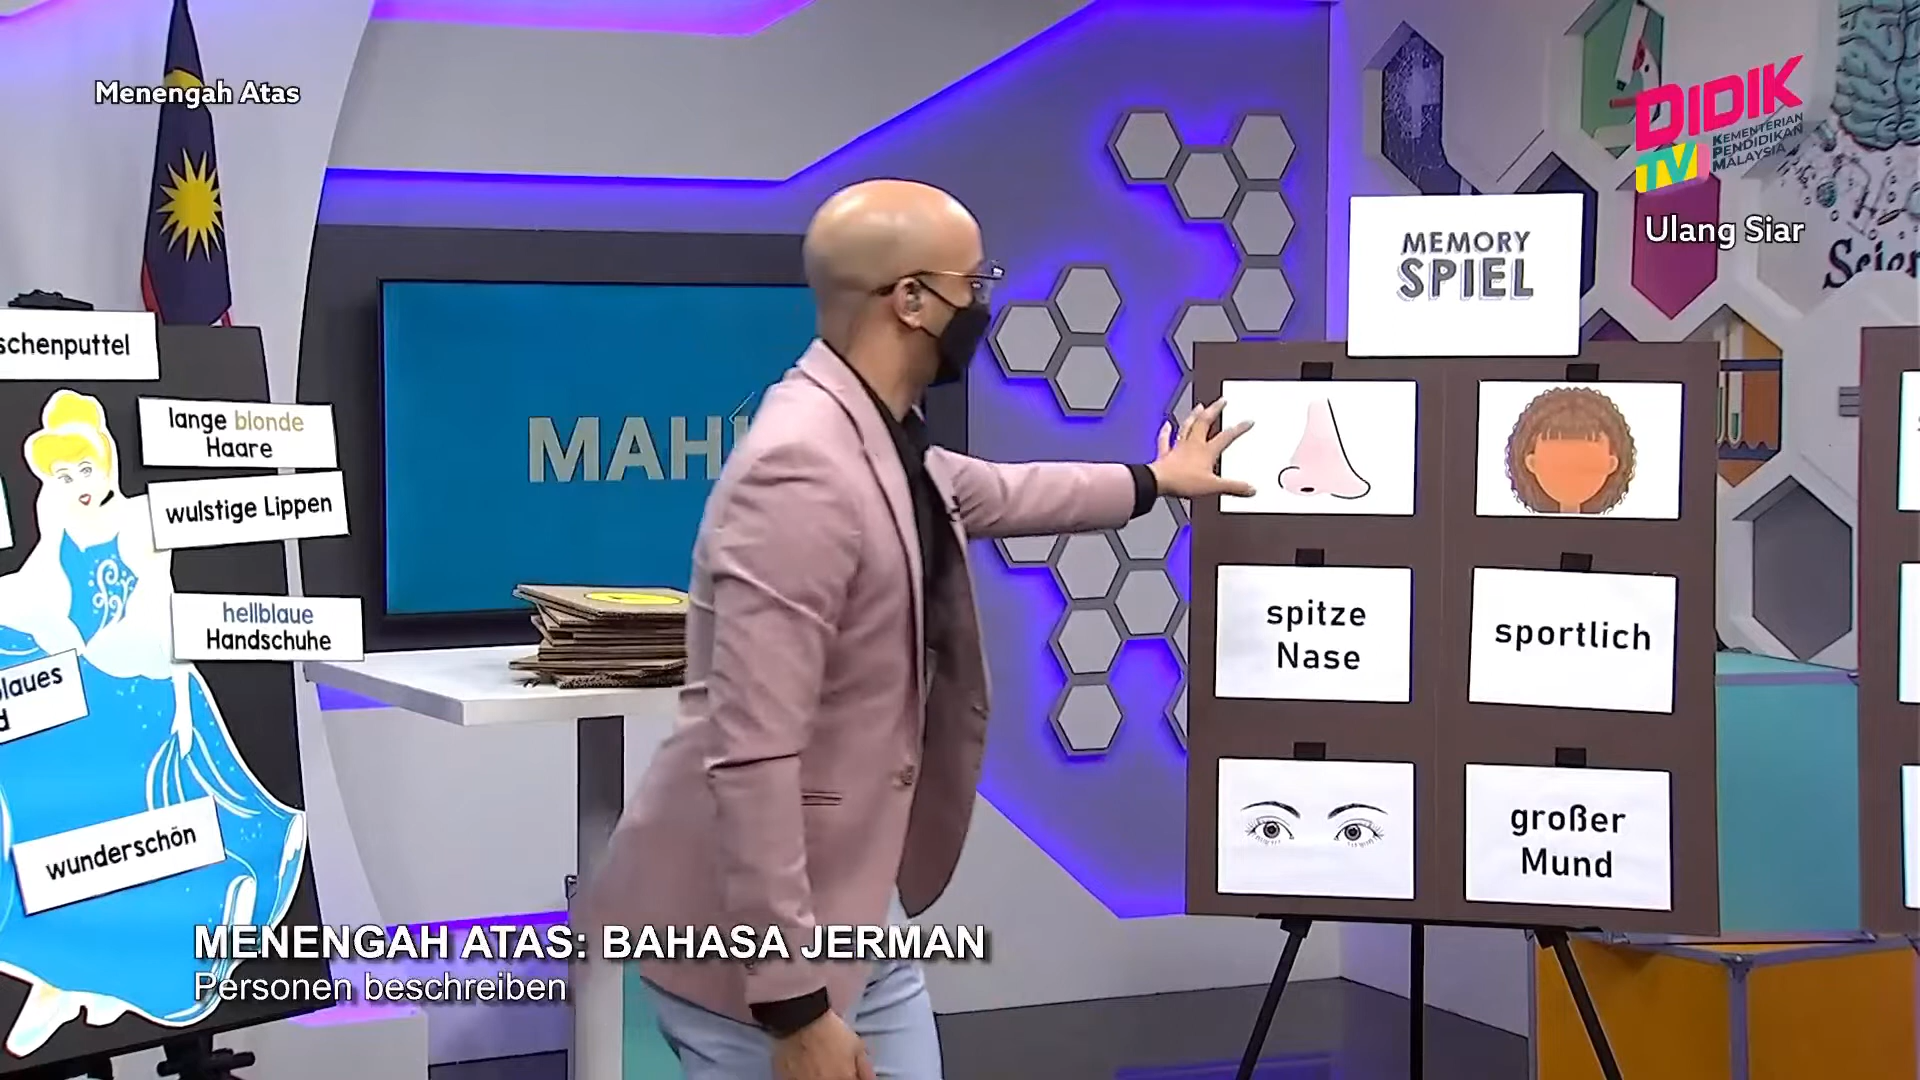 Menengah Atas
DIDIK
TV
KEMENTERIAN
PENDIDIKAN
MALAYSIA
Ulang Siar
MEMORY
SPIEL
schenputtel
lange blonde
Haare
wulstige Lippen
hellblaue
Handschuhe
laues
d
wunderschön
MAH
spitze
Nase
sportlich
großer
Mund
MENENGAH ATAS: BAHASA JERMAN
Personen beschreiben